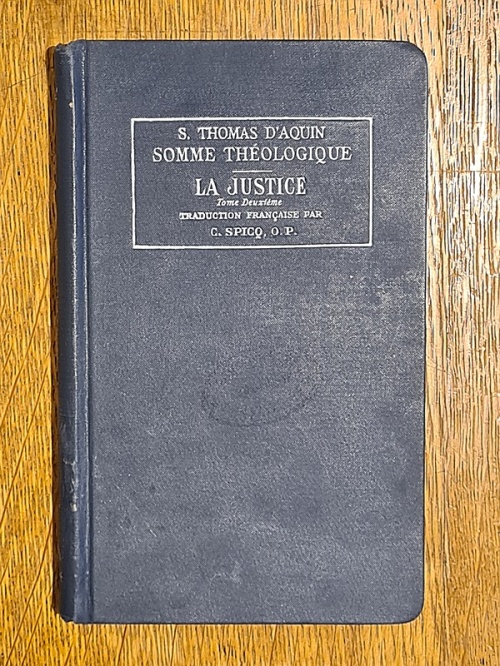 S. THOMAS D'AQUIN
SOMME THÉOLOGIQUE
LA JUSTICE
Tome Deuxième
TRADUCTION FRANÇAISE PAR
C. SPICQ, O. P.